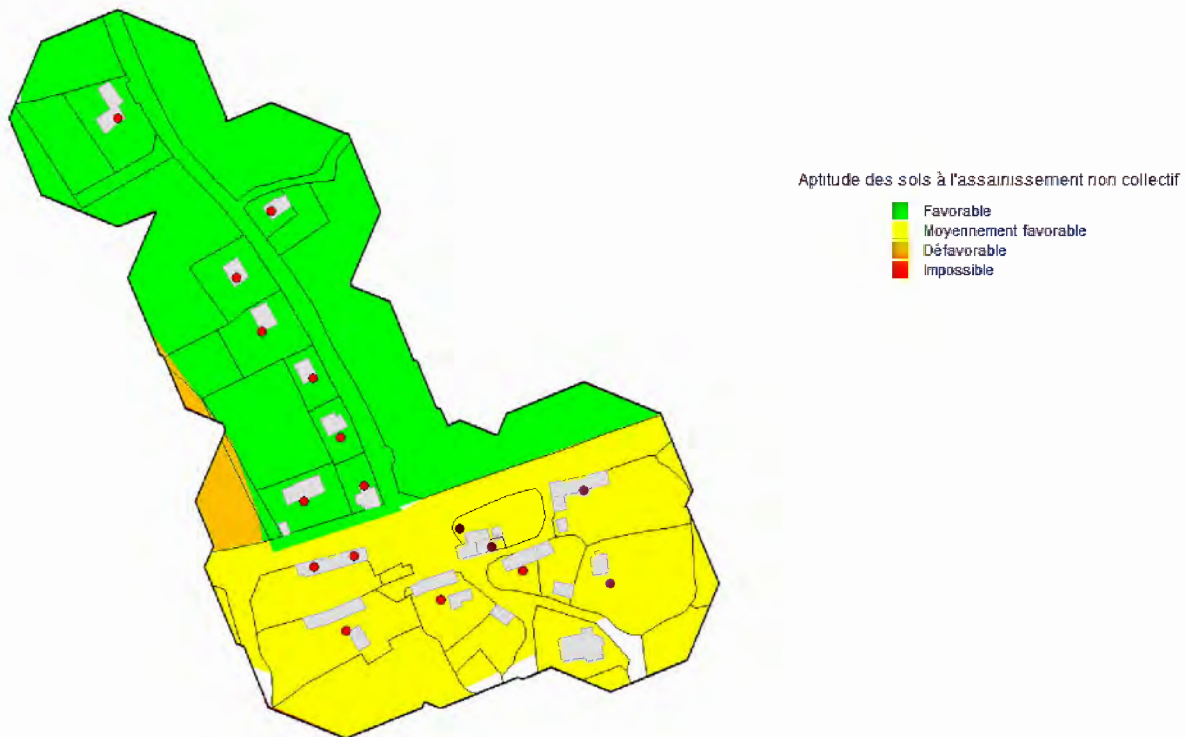 Aptitude des sols à l'assainissement non collectif
Favorable
Moyennement favorable
Défavorable
Impossible